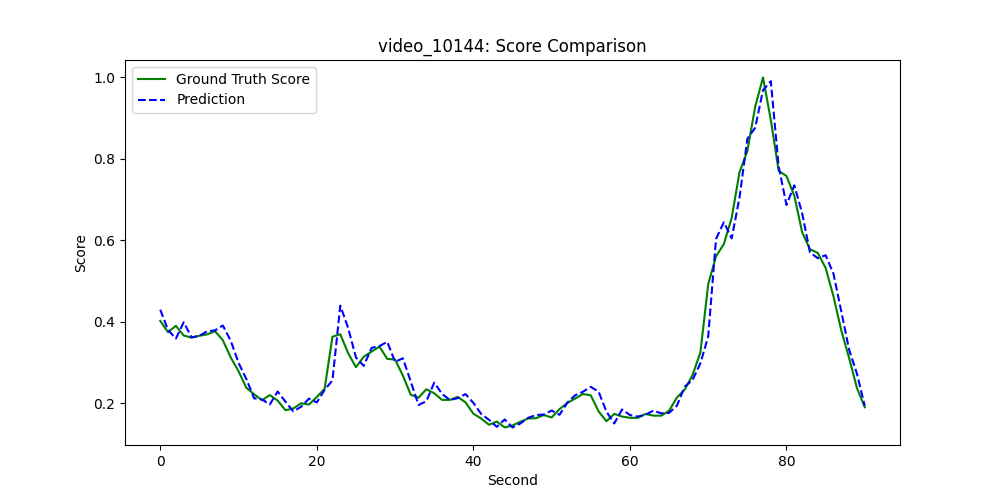 video_10144: Score Comparison
Ground Truth Score
Prediction
1.0
0.8
0.6
0.4
0.2
Score
0 20 40 60 80
Second